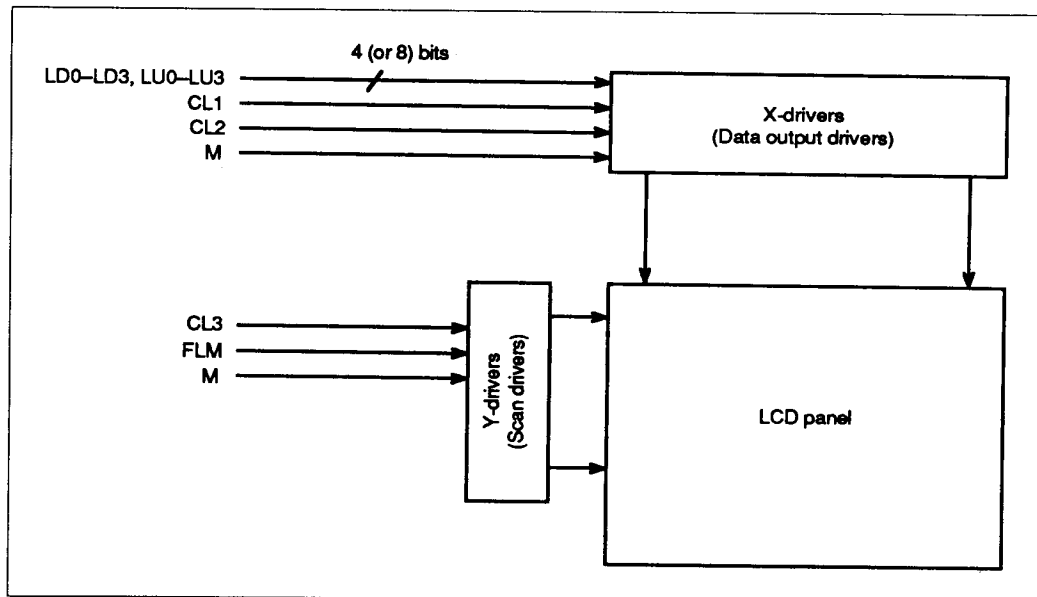 4 (or 8) bits
LD0–LD3, LU0–LU3
CL1
CL2
M
X-drivers
(Data output drivers)
CL3
FLM
M
Y-drivers
(Scan drivers)
LCD panel